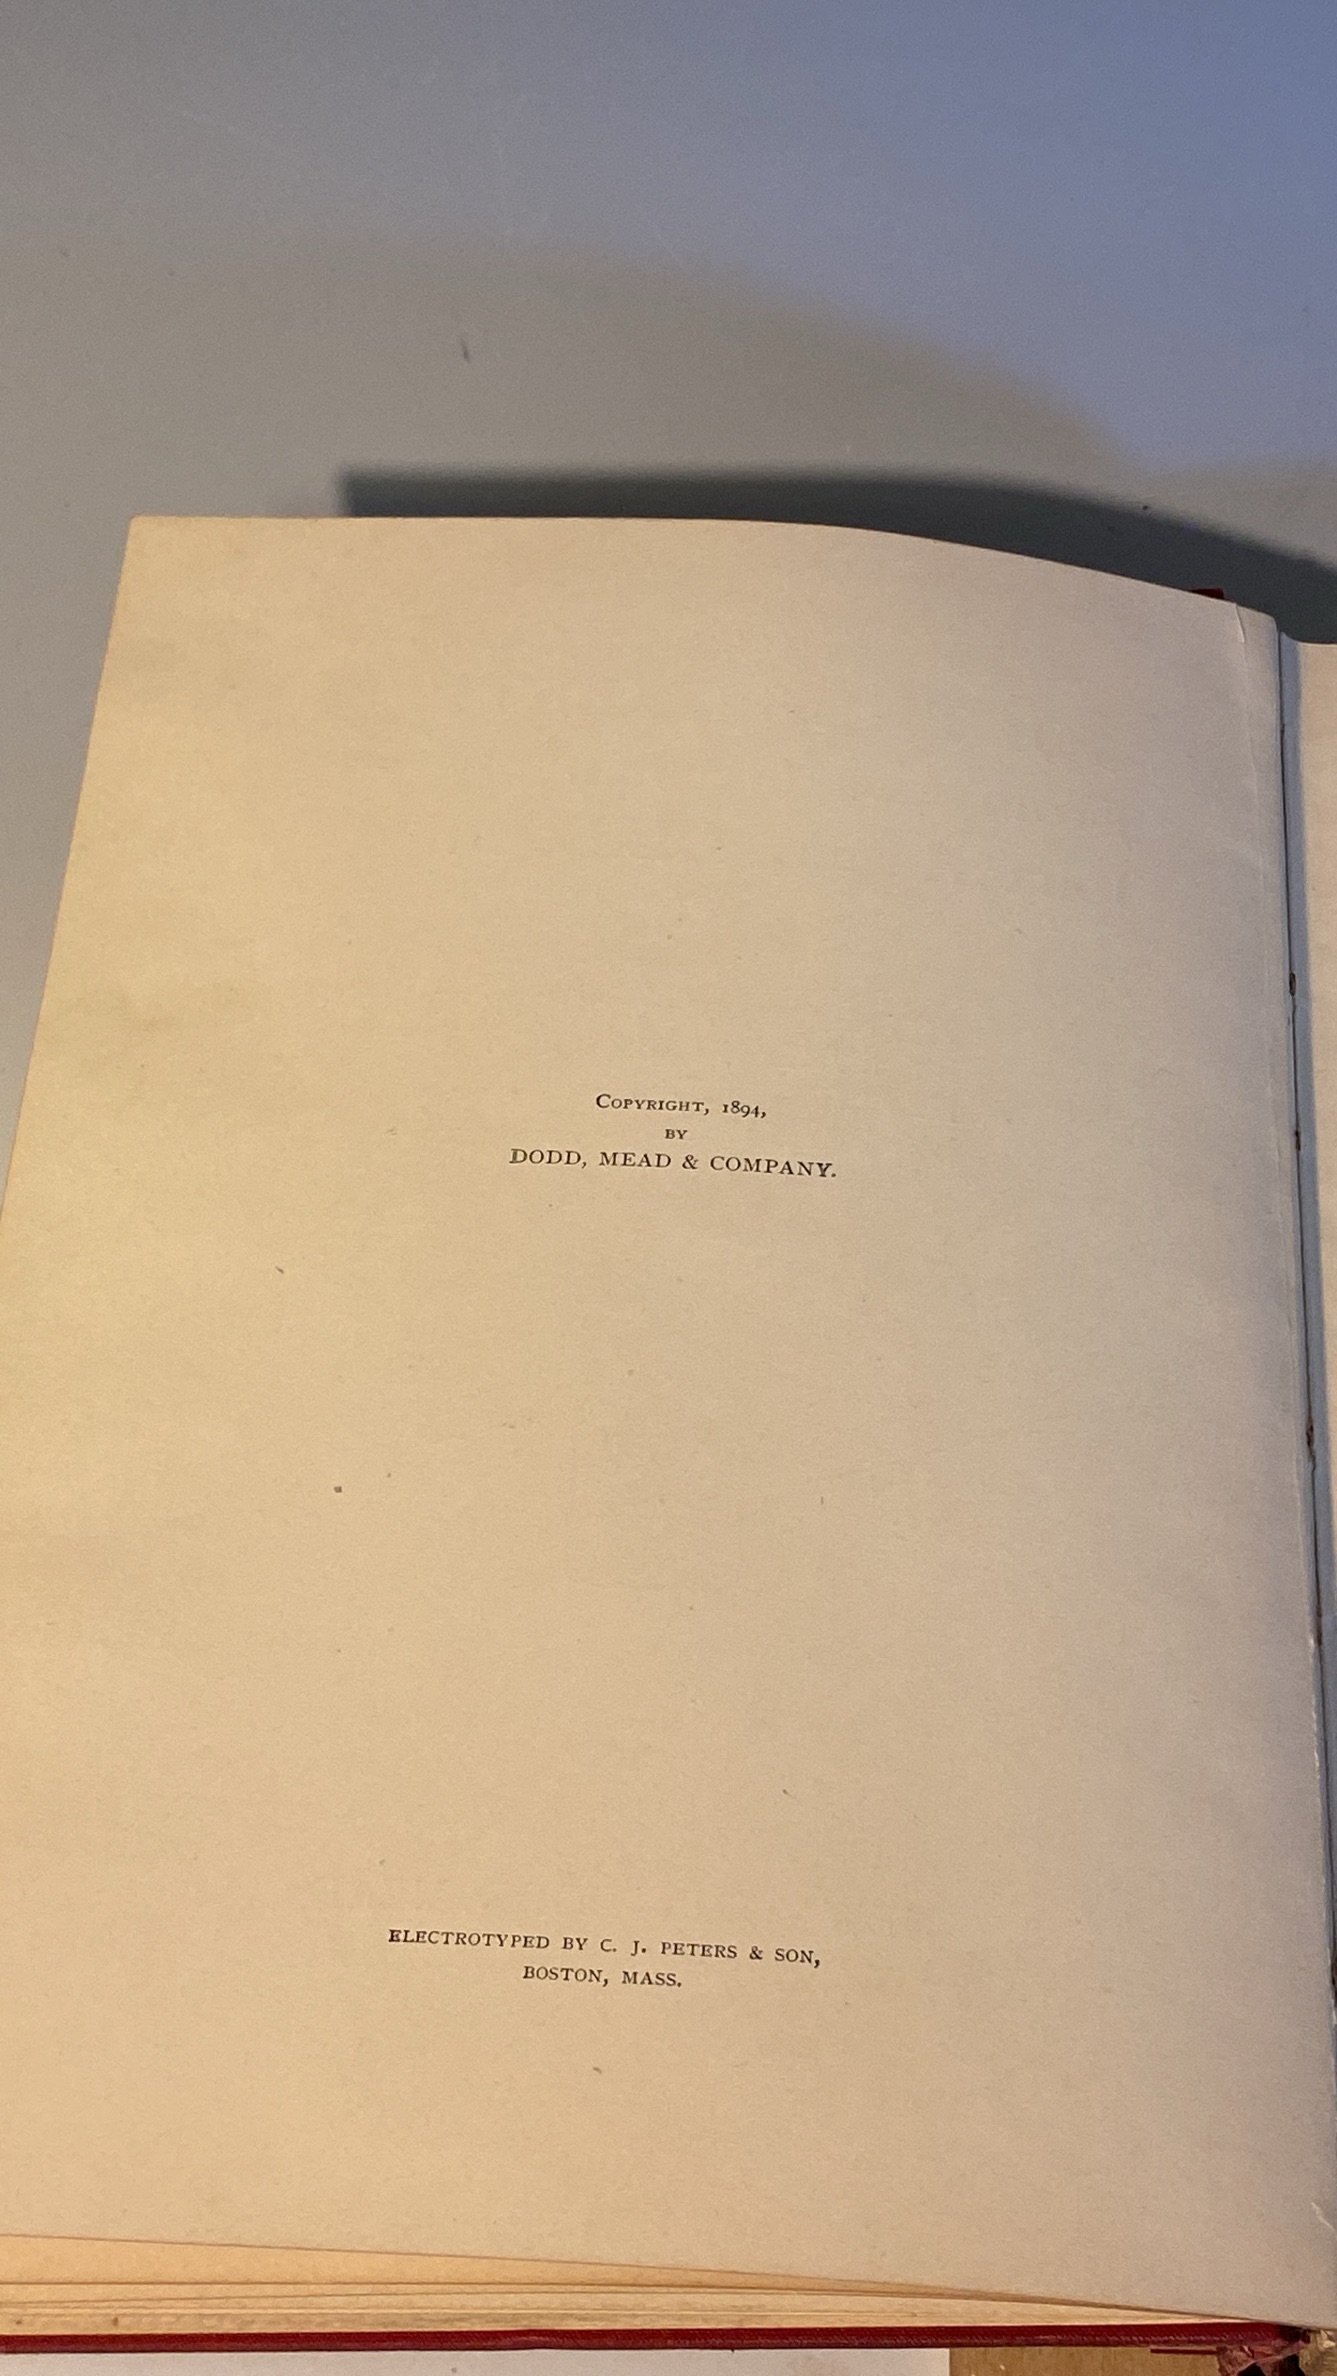 COPYRIGHT, 1894,
BY
DODD, MEAD & COMPANY.
ELECTROTYPED BY C. J. PETERS & SON,
BOSTON, MASS.